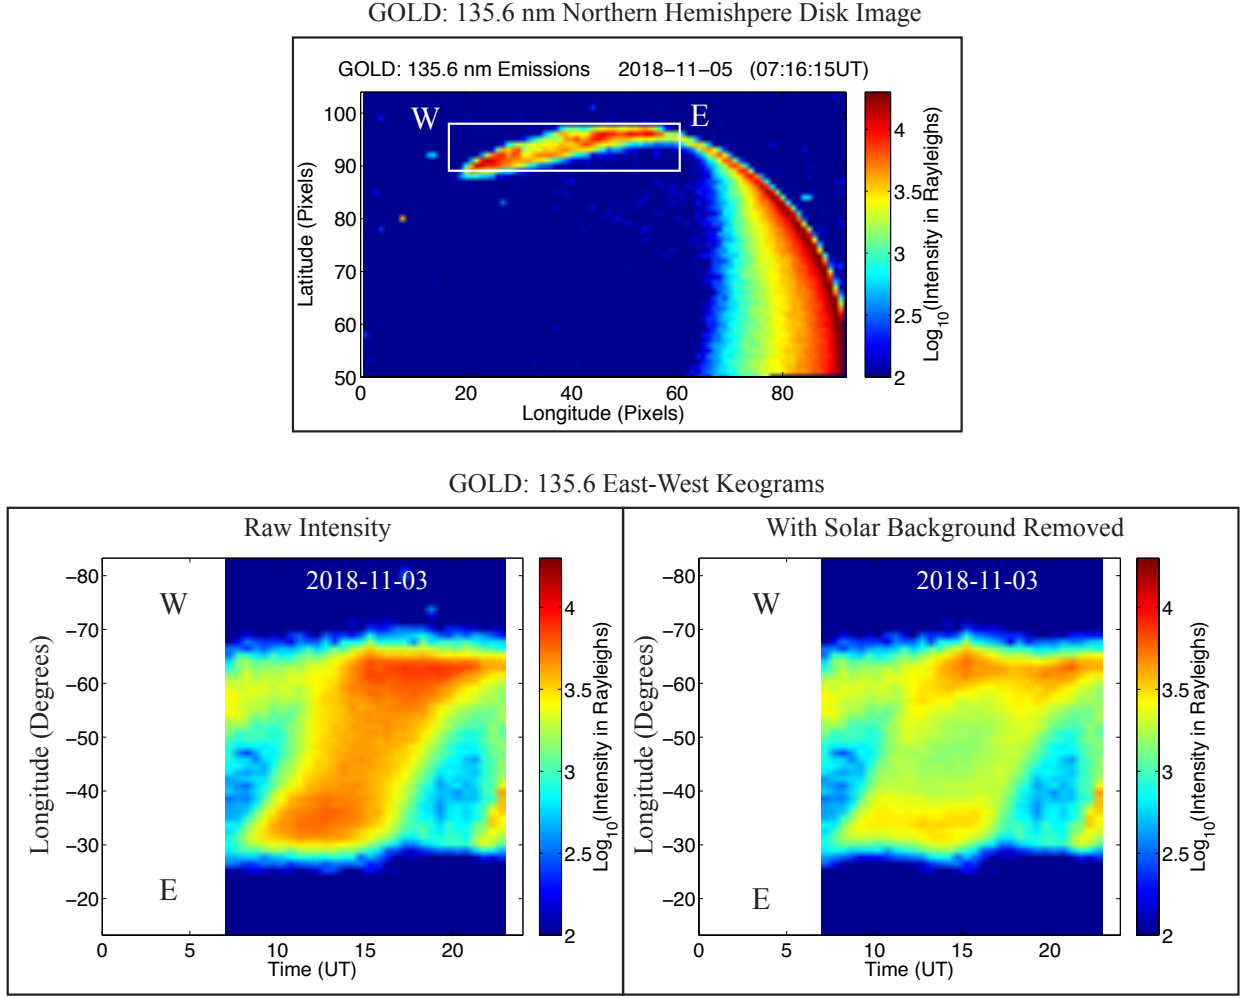 GOLD: 135.6 nm Northern Hemishpere Disk Image
GOLD: 135.6 nm Emissions 2018−11−05 (07:16:15UT)
W
E
100
90
80
70
60
50
Latitude (Pixels)
0 20 40 60 80
Longitude (Pixels)
4
3.5
3
2.5
2
Log10(Intensity in Rayleighs)
GOLD: 135.6 East-West Keograms
Raw Intensity
2018-11-03
W
E
−80
−70
−60
−50
−40
−30
−20
Longitude (Degrees)
0 5 10 15 20
Time (UT)
4
3.5
3
2.5
2
Log10(Intensity in Rayleighs)
With Solar Background Removed
2018-11-03
W
E
−80
−70
−60
−50
−40
−30
−20
Longitude (Degrees)
0 5 10 15 20
Time (UT)
4
3.5
3
2.5
2
Log10(Intensity in Rayleighs)